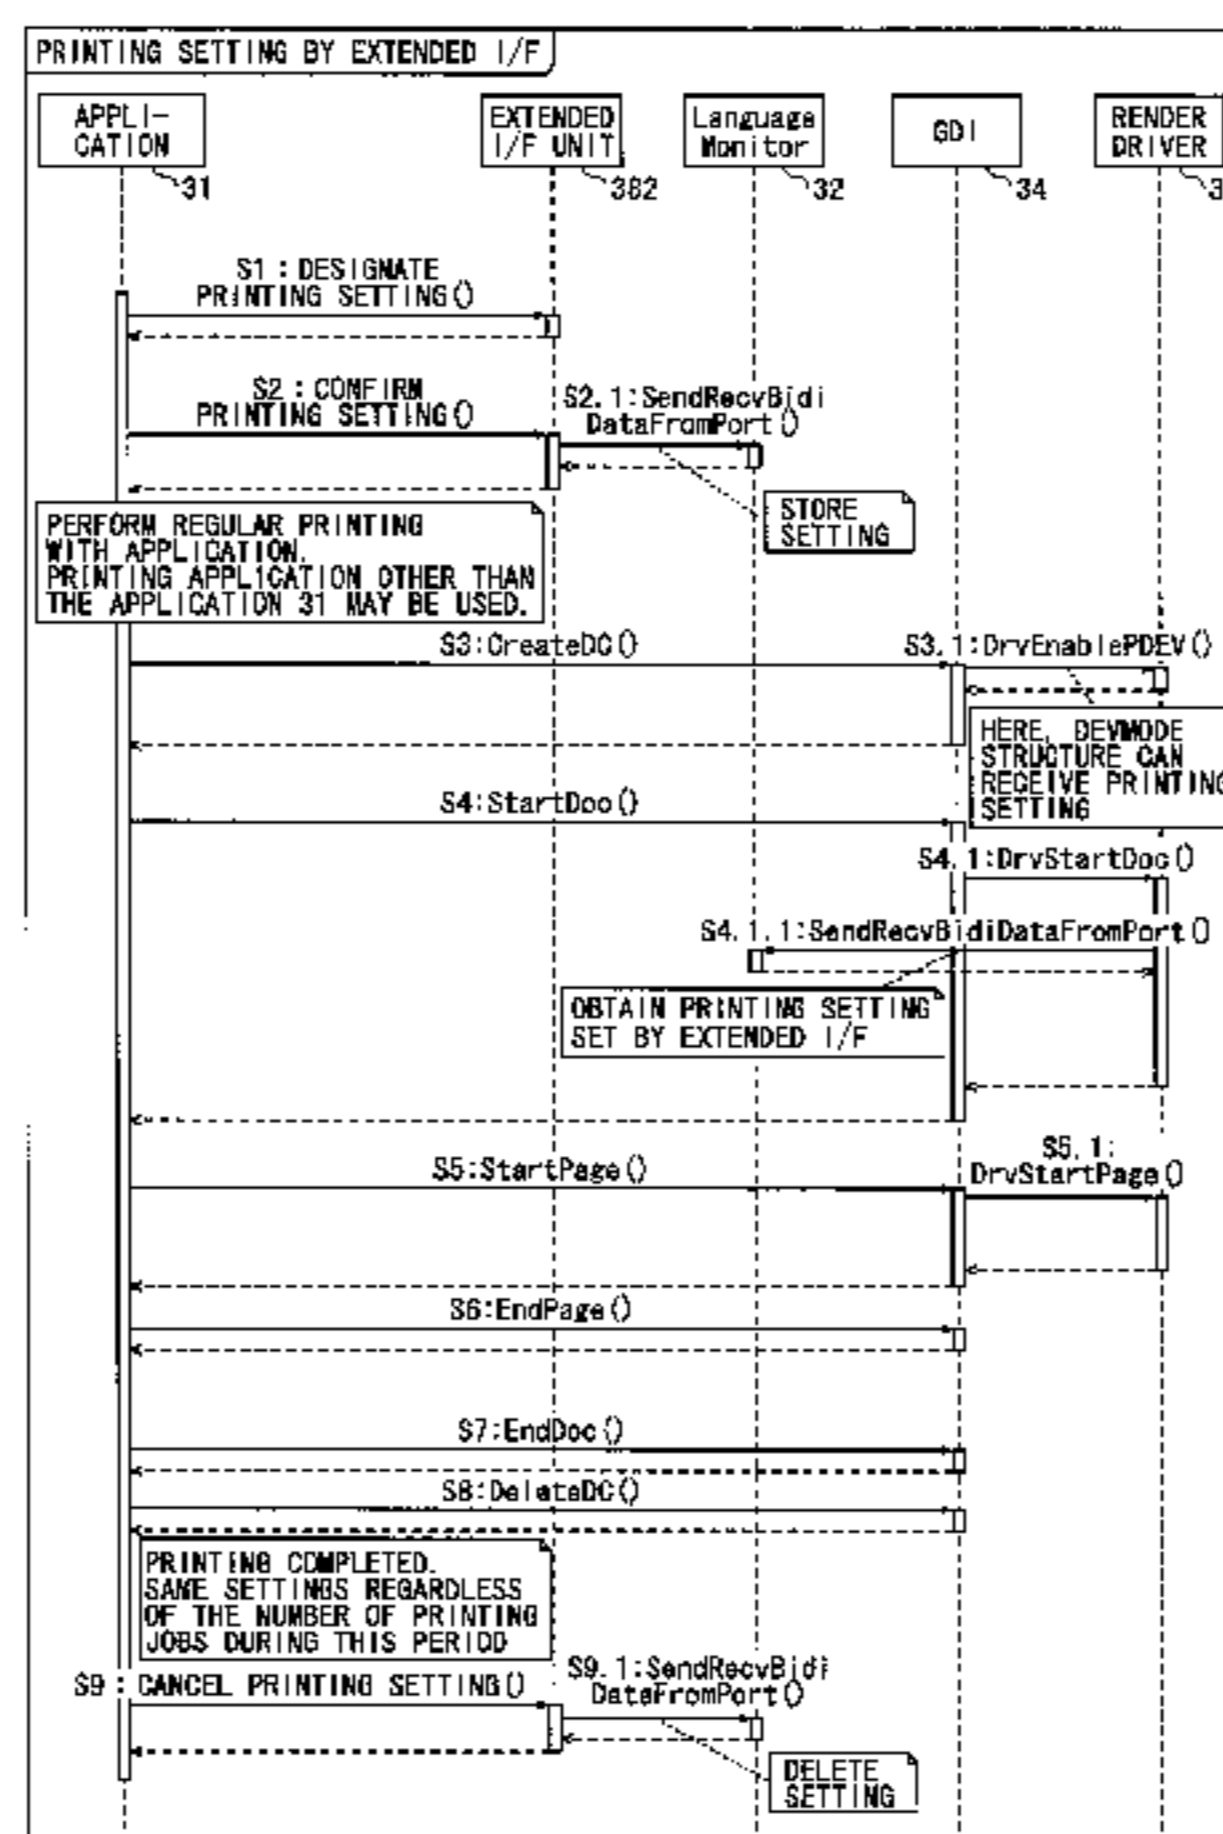 PRINTING SETTING BY EXTENDED I/F
APPLI-
CATION
31
EXTENDED
I/F UNIT
382
Language
Monitor
32
GDI
34
RENDER
DRIVER
3
S1 : DESIGNATE
PRINTING SETTING()
S2 : CONFIRM
PRINTING SETTING()
S2.1:SendRecvBidi
DataFromPort()
STORE
SETTING
PERFORM REGULAR PRINTING
WITH APPLICATION.
PRINTING APPLICATION OTHER THAN
THE APPLICATION 31 MAY BE USED.
S3:CreateDC()
S3.1:DrvEnablePDEV()
HERE, DEVMODE
STRUCTURE CAN
RECEIVE PRINTING
SETTING
S4:StartDoc()
S4.1:DrvStartDoc()
S4.1.1:SendRecvBidiDataFromPort()
OBTAIN PRINTING SETTING
SET BY EXTENDED I/F
S5:StartPage()
S5.1:
DrvStartPage()
S6:EndPage()
S7:EndDoc()
S8:DeleteDC()
PRINTING COMPLETED.
SAME SETTINGS REGARDLESS
OF THE NUMBER OF PRINTING
JOBS DURING THIS PERIOD
S9 : CANCEL PRINTING SETTING()
S9.1:SendRecvBidi
DataFromPort()
DELETE
SETTING